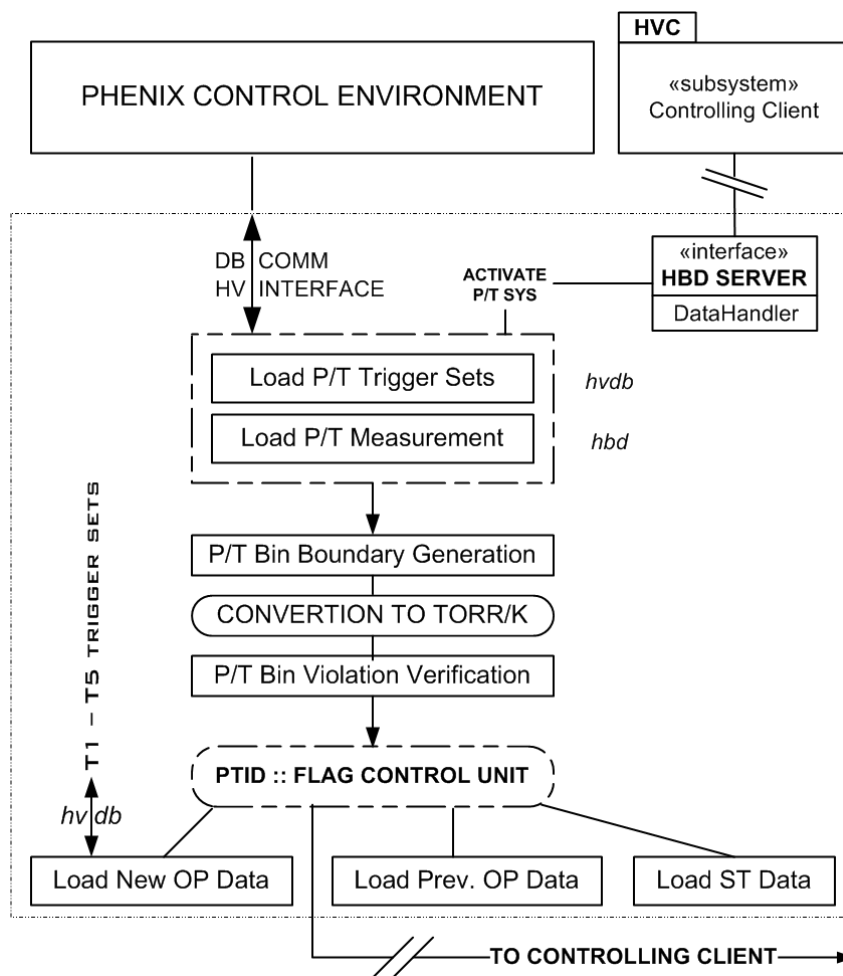 HVC
PHENIX CONTROL ENVIRONMENT
«subsystem»
Controlling Client
DB COMM
HV INTERFACE
ACTIVATE
P/T SYS
«interface»
HBD SERVER
DataHandler
Load P/T Trigger Sets
hvdb
Load P/T Measurement
hbd
P/T Bin Boundary Generation
CONVERTION TO TORR/K
P/T Bin Violation Verification
T1 – T5 TRIGGER SETS
PTID :: FLAG CONTROL UNIT
hv db
Load New OP Data
Load Prev. OP Data
Load ST Data
TO CONTROLLING CLIENT